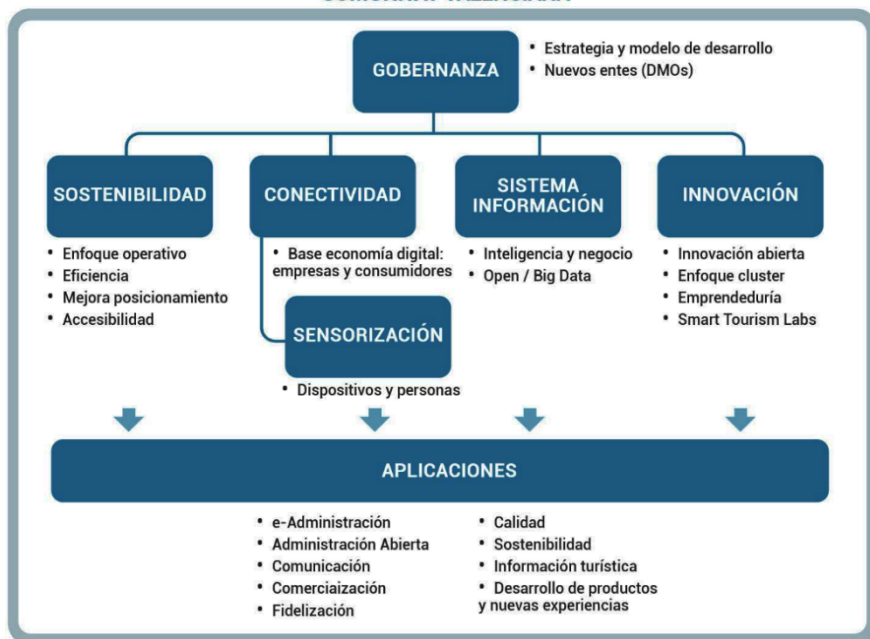 GOBERNANZA
• Estrategia y modelo de desarrollo
• Nuevos entes (DMOs)
SOSTENIBILIDAD
• Enfoque operativo
• Eficiencia
• Mejora posicionamiento
• Accesibilidad
CONECTIVIDAD
• Base economía digital:
empresas y consumidores
SENSORIZACIÓN
• Dispositivos y personas
SISTEMA
INFORMACIÓN
• Inteligencia y negocio
• Open / Big Data
INNOVACIÓN
• Innovación abierta
• Enfoque cluster
• Emprendeduría
• Smart Tourism Labs
APLICACIONES
• e-Administración
• Administración Abierta
• Comunicación
• Comerciaización
• Fidelización
• Calidad
• Sostenibilidad
• Información turística
• Desarrollo de productos
y nuevas experiencias